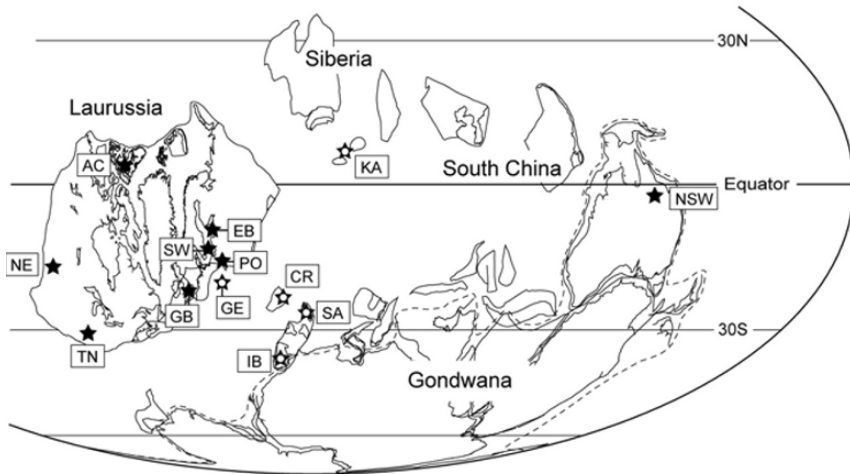 30N
Siberia
Laurussia
AC
KA
South China
Equator
NSW
EB
SW
PO
NE
CR
GE
SA
GB
30S
TN
IB
Gondwana